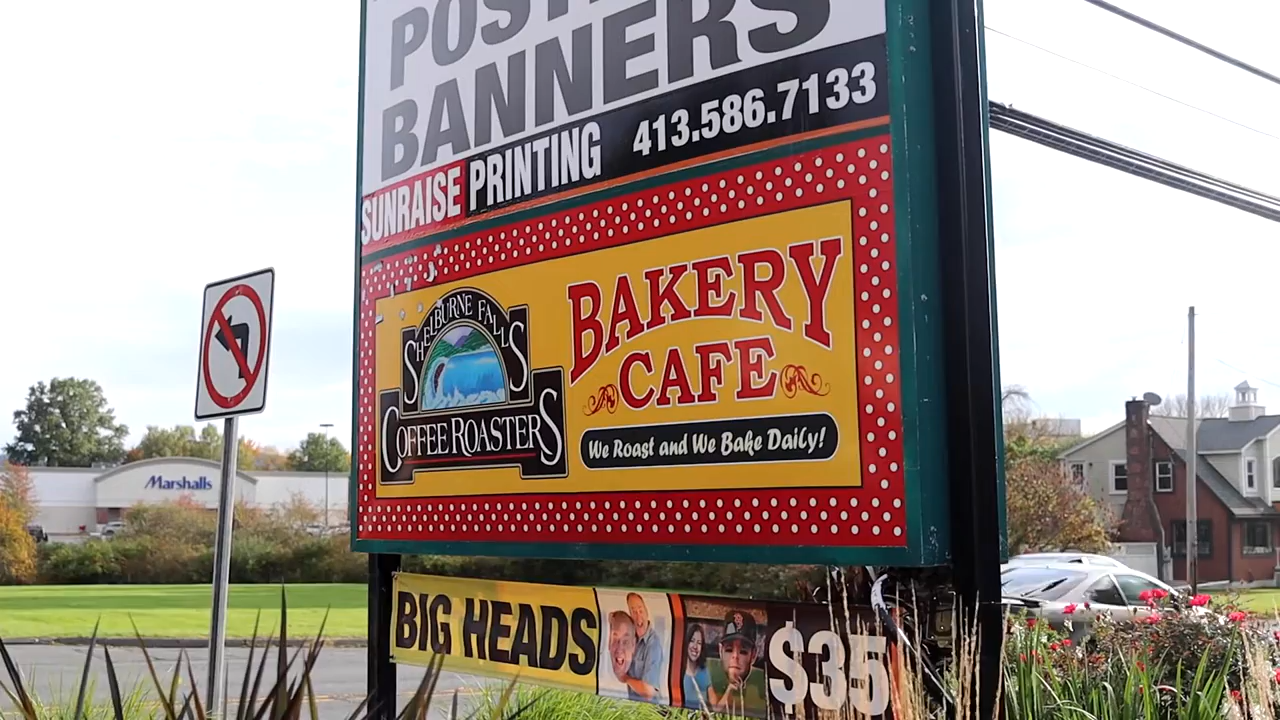 BANNERS
SUNRAISE PRINTING 413.586.7133
SHELBURNE FALLS
COFFEE ROASTERS
BAKERY
CAFE
We Roast and We Bake Daily!
Marshalls
BIG HEADS $35